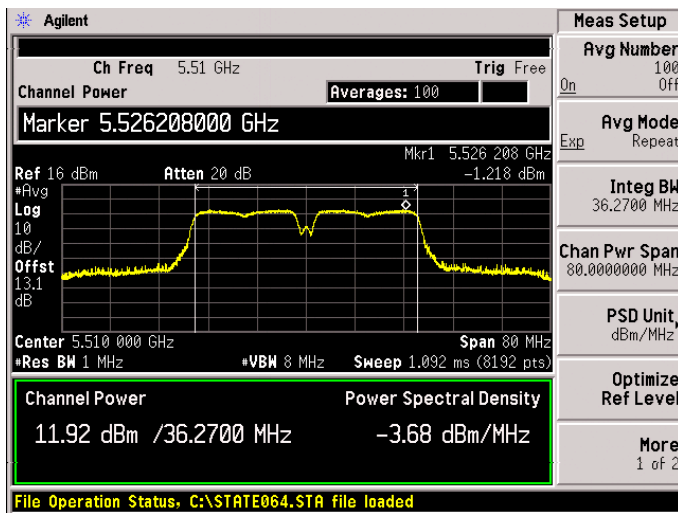 Agilent
Meas Setup
Ch Freq 5.51 GHz Trig Free
Channel Power Averages: 100
Marker 5.526208000 GHz
Mkr1 5.526 208 GHz
Ref 16 dBm Atten 20 dB -1.218 dBm
#Avg
Log
10
dB/
Offst
13.1
dB
1
Center 5.510 000 GHz Span 80 MHz
#Res BW 1 MHz #VBW 8 MHz Sweep 1.092 ms (8192 pts)
Channel Power Power Spectral Density
11.92 dBm /36.2700 MHz -3.68 dBm/MHz
File Operation Status, C:\STATE064.STA file loaded
Avg Number
100
On Off
Avg Mode
Exp Repeat
Integ BW
36.2700 MHz
Chan Pwr Span
80.0000000 MHz
PSD Unit
dBm/MHz
Optimize
Ref Level
More
1 of 2